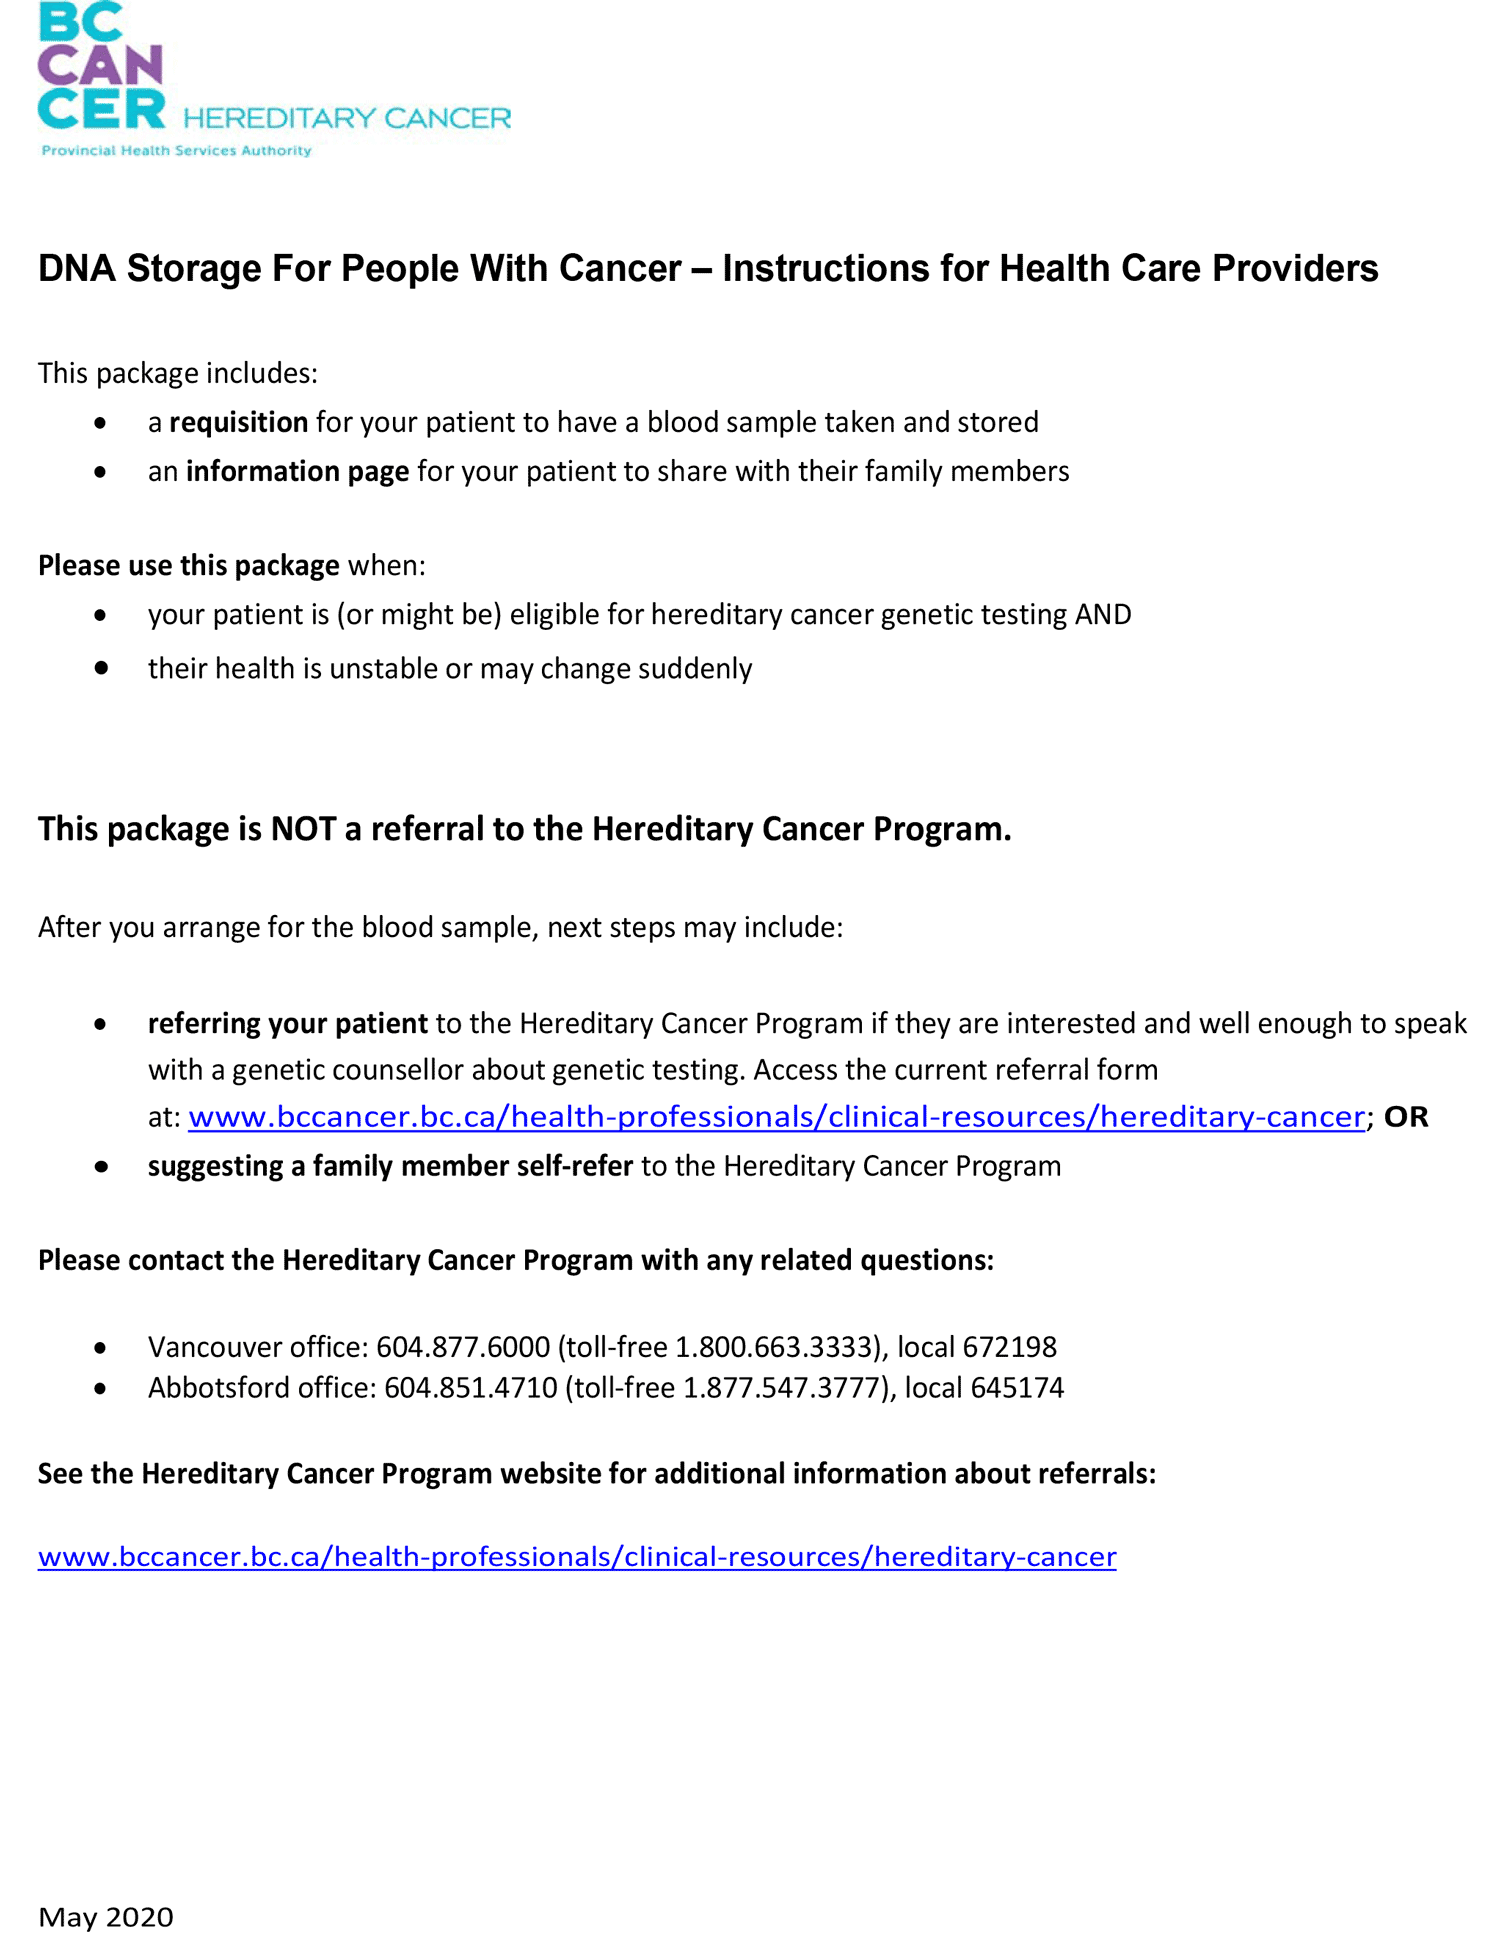 BC
CAN
CER HEREDITARY CANCER
Provincial Health Services Authority
DNA Storage For People With Cancer – Instructions for Health Care Providers
This package includes:
• a requisition for your patient to have a blood sample taken and stored
• an information page for your patient to share with their family members
Please use this package when:
• your patient is (or might be) eligible for hereditary cancer genetic testing AND
• their health is unstable or may change suddenly
This package is NOT a referral to the Hereditary Cancer Program.
After you arrange for the blood sample, next steps may include:
• referring your patient to the Hereditary Cancer Program if they are interested and well enough to speak
with a genetic counsellor about genetic testing. Access the current referral form
at: www.bccancer.bc.ca/health-professionals/clinical-resources/hereditary-cancer; OR
• suggesting a family member self-refer to the Hereditary Cancer Program
Please contact the Hereditary Cancer Program with any related questions:
• Vancouver office: 604.877.6000 (toll-free 1.800.663.3333), local 672198
• Abbotsford office: 604.851.4710 (toll-free 1.877.547.3777), local 645174
See the Hereditary Cancer Program website for additional information about referrals:
www.bccancer.bc.ca/health-professionals/clinical-resources/hereditary-cancer
May 2020